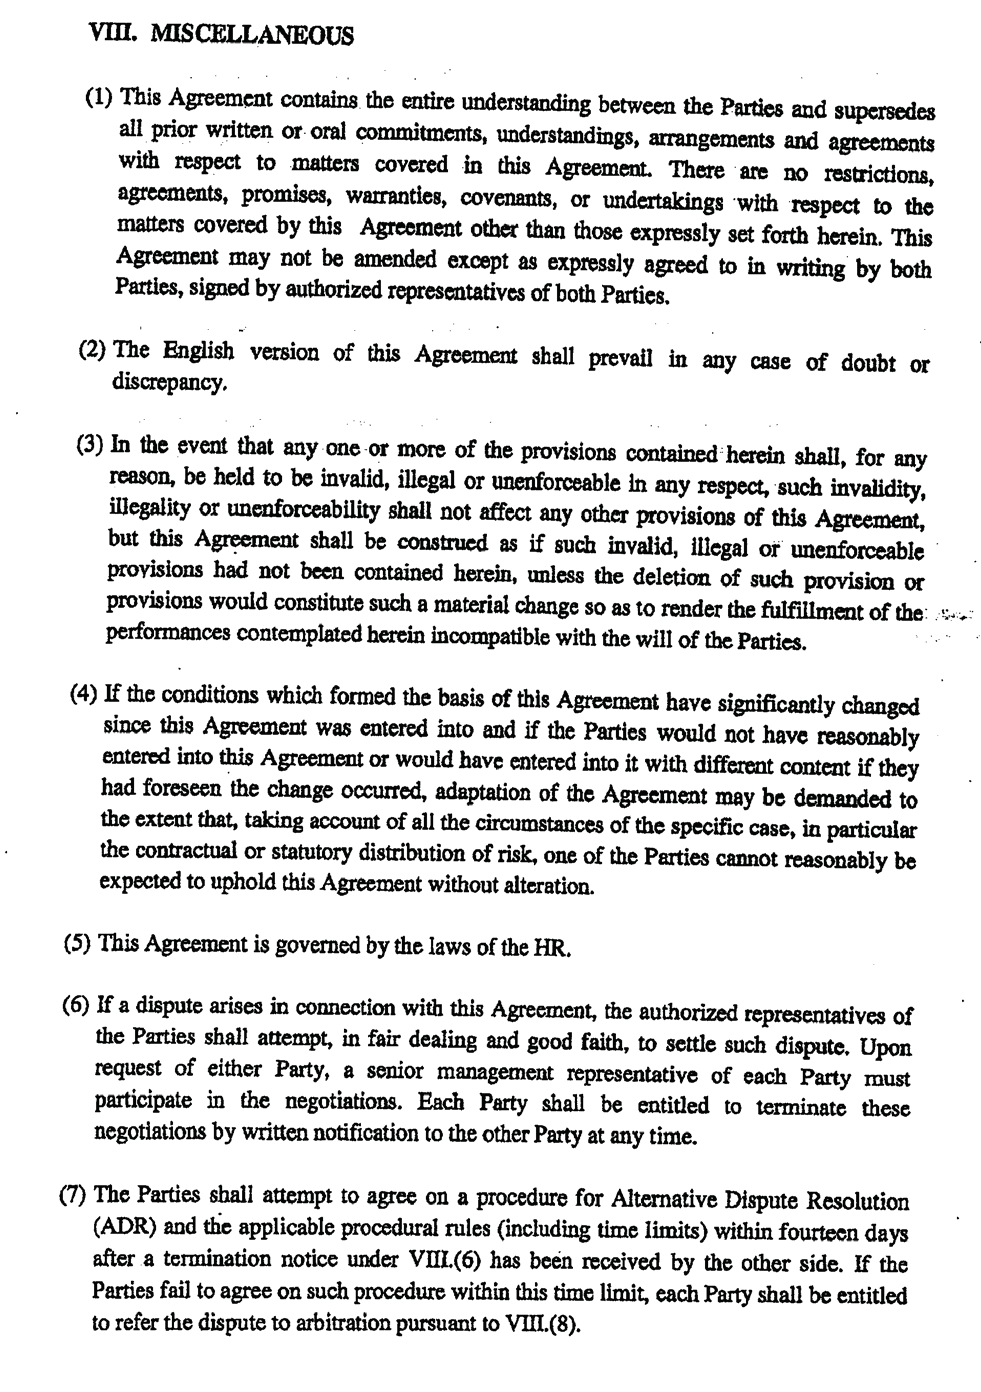 VIII. MISCELLANEOUS
(1) This Agreement contains the entire understanding between the Parties and supersedes
all prior written or oral commitments, understandings, arrangements and agreements
with respect to matters covered in this Agreement. There are no restrictions,
agreements, promises, warranties, covenants, or undertakings with respect to the
matters covered by this Agreement other than those expressly set forth herein. This
Agreement may not be amended except as expressly agreed to in writing by both
Parties, signed by authorized representatives of both Parties.
(2) The English version of this Agreement shall prevail in any case of doubt or
discrepancy.
(3) In the event that any one or more of the provisions contained herein shall, for any
reason, be held to be invalid, illegal or unenforceable in any respect, such invalidity,
illegality or unenforceability shall not affect any other provisions of this Agreement,
but this Agreement shall be construed as if such invalid, illegal or unenforceable
provisions had not been contained herein, unless the deletion of such provision or
provisions would constitute such a material change so as to render the fulfillment of the
performances contemplated herein incompatible with the will of the Parties.
(4) If the conditions which formed the basis of this Agreement have significantly changed
since this Agreement was entered into and if the Parties would not have reasonably
entered into this Agreement or would have entered into it with different content if they
had foreseen the change occurred, adaptation of the Agreement may be demanded to
the extent that, taking account of all the circumstances of the specific case, in particular
the contractual or statutory distribution of risk, one of the Parties cannot reasonably be
expected to uphold this Agreement without alteration.
(5) This Agreement is governed by the laws of the HR.
(6) If a dispute arises in connection with this Agreement, the authorized representatives of
the Parties shall attempt, in fair dealing and good faith, to settle such dispute. Upon
request of either Party, a senior management representative of each Party must
participate in the negotiations. Each Party shall be entitled to terminate these
negotiations by written notification to the other Party at any time.
(7) The Parties shall attempt to agree on a procedure for Alternative Dispute Resolution
(ADR) and the applicable procedural rules (including time limits) within fourteen days
after a termination notice under VIII.(6) has been received by the other side. If the
Parties fail to agree on such procedure within this time limit, each Party shall be entitled
to refer the dispute to arbitration pursuant to VIII.(8).